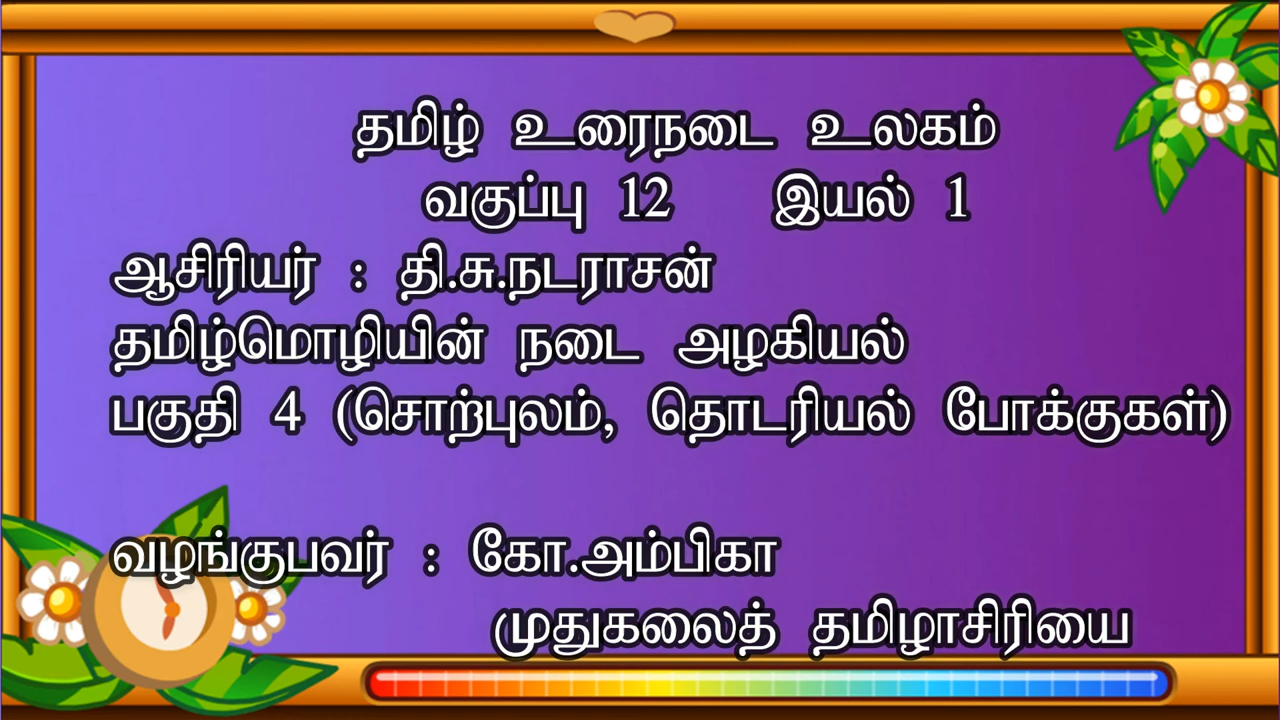 தமிழ் உரைநடை உலகம்
வகுப்பு 12 இயல் 1
ஆசிரியர் : தி.சு.நடராசன்
தமிழ்மொழியின் நடை அழகியல்
பகுதி 4 (சொற்புலம், தொடரியல் போக்குகள்)
வழங்குபவர் : கோ.அம்பிகா
முதுகலைத் தமிழாசிரியை